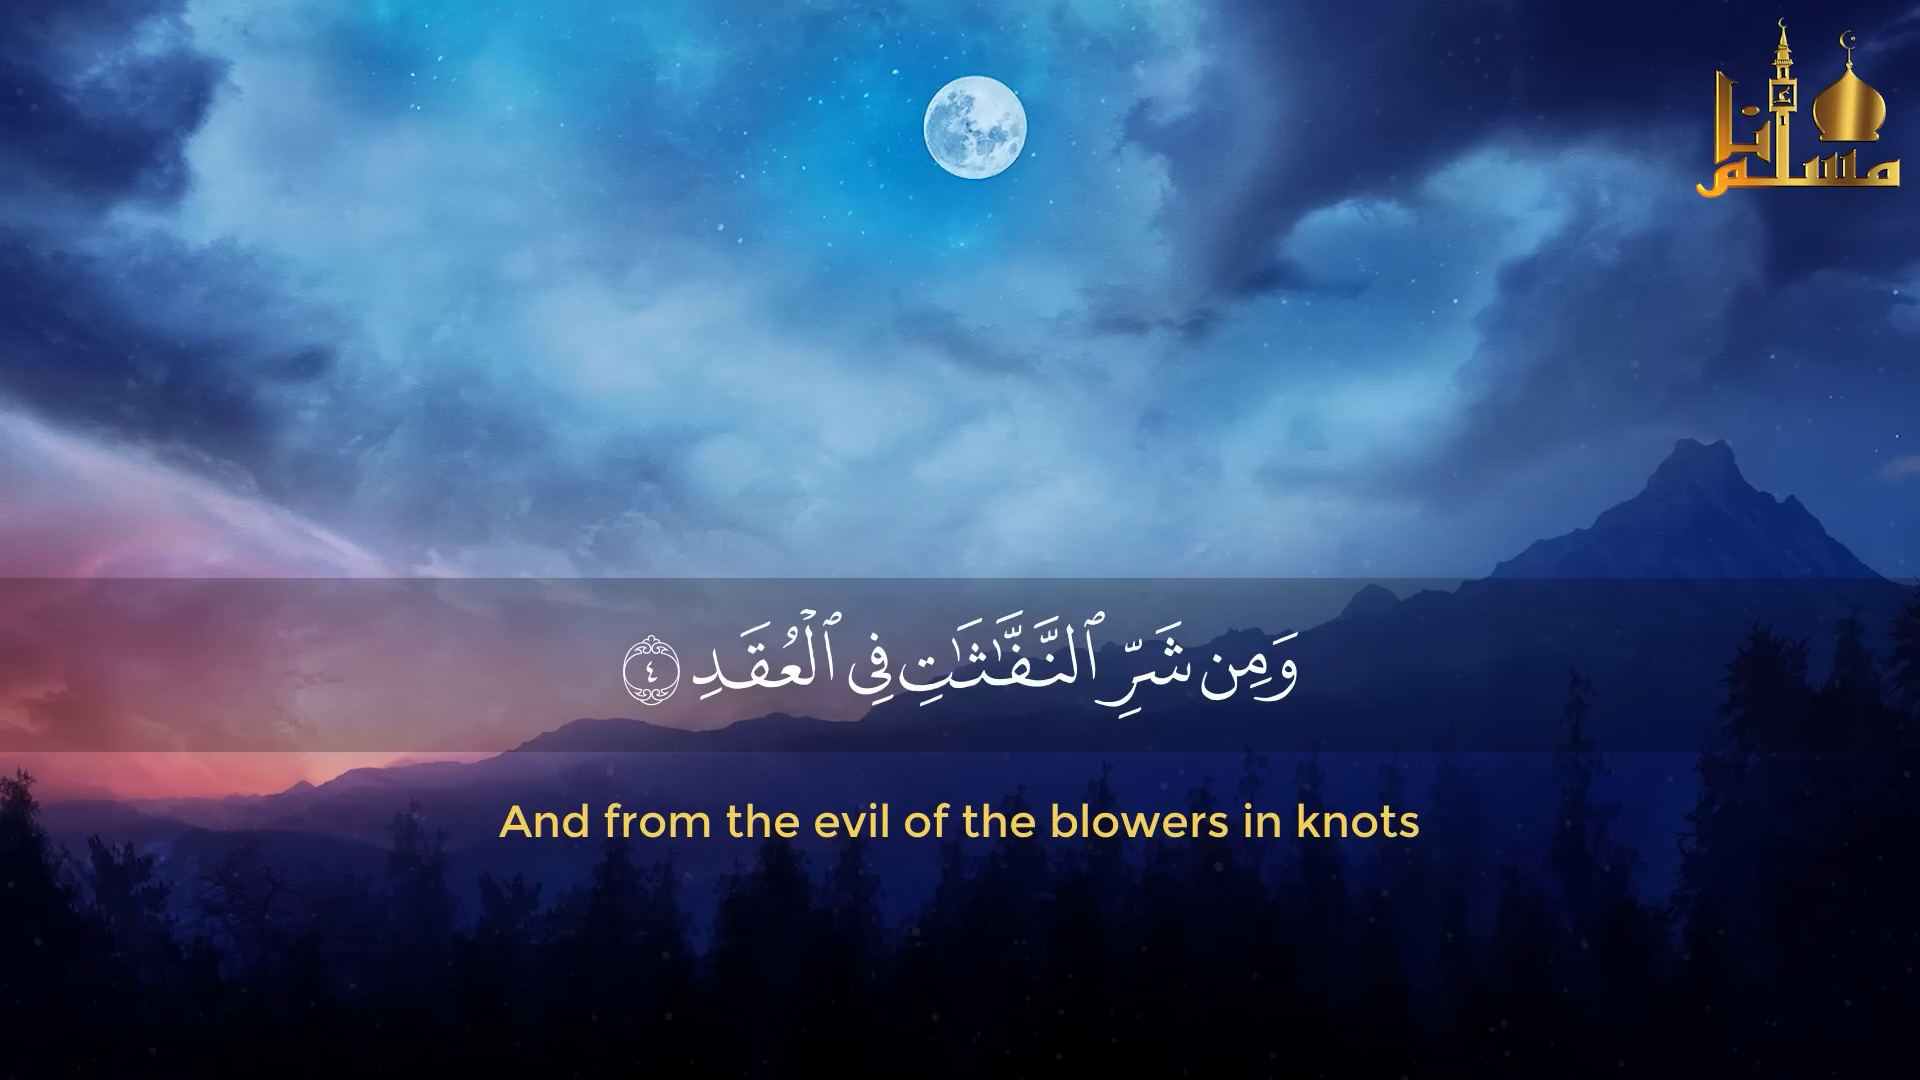 انا مسلم
وَمِن شَرِّ ٱلنَّفَّـٰثَـٰتِ فِى ٱلْعُقَدِ ٤
And from the evil of the blowers in knots